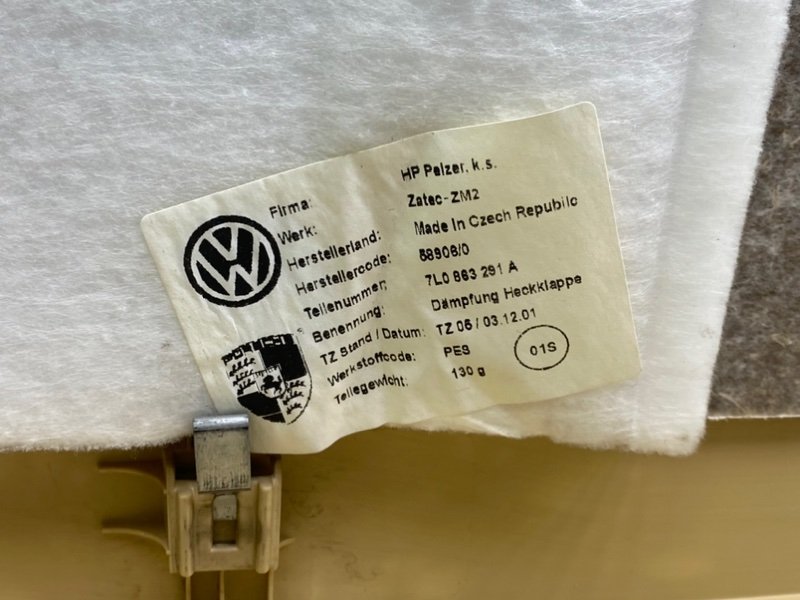 Firma: HP Pelzer, k.s.
Werk: Zatec-ZM2
Herstellerland: Made in Czech Republic
Herstellercode: 58906/0
Teilenummer: 7L0 863 291 A
Benennung: Dämpfung Heckklappe
TZ Stand / Datum: TZ 05 / 03.12.01
Werkstoffcode: PES
01S
Teilegewicht: 130 g